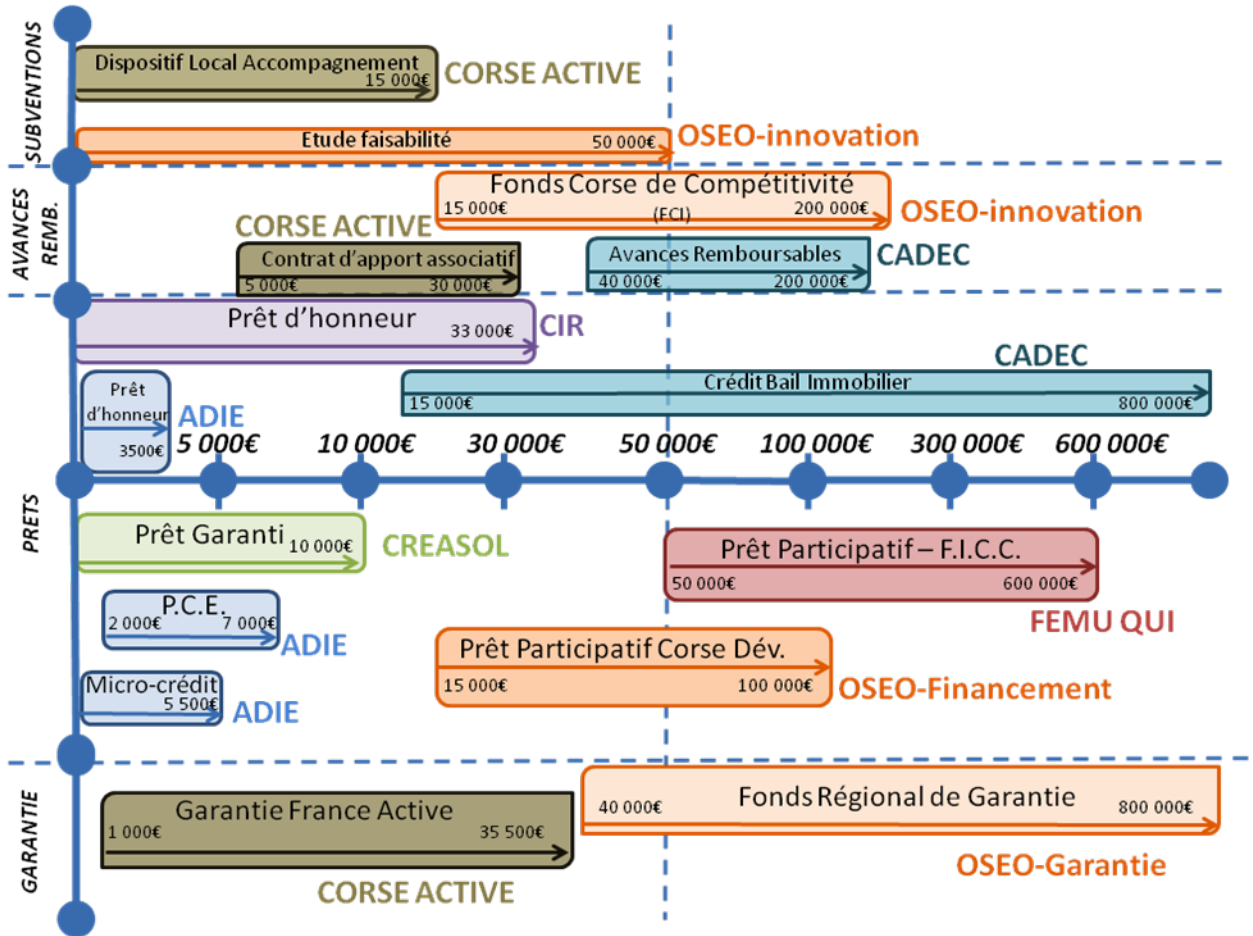 SUBVENTIONS
Dispositif Local Accompagnement
15 000€
CORSE ACTIVE
Etude faisabilité
50 000€
OSEO-innovation
AVANCES
REMB.
Fonds Corse de Compétitivité
15 000€
(FCI)
200 000€
OSEO-innovation
CORSE ACTIVE
Contrat d'apport associatif
5 000€
30 000€
Avances Remboursables
40 000€
200 000€
CADEC
Prêt d'honneur
33 000€
CIR
CADEC
Crédit Bail Immobilier
15 000€
800 000€
Prêt
d'honneur
3500€
ADIE
5 000€
10 000€
30 000€
50 000€
100 000€
300 000€
600 000€
PRETS
Prêt Garanti
10 000€
CREASOL
Prêt Participatif – F.I.C.C.
50 000€
600 000€
FEMU QUI
P.C.E.
2 000€
7 000€
ADIE
Prêt Participatif Corse Dév.
15 000€
100 000€
OSEO-Financement
Micro-crédit
5 500€
ADIE
GARANTIE
Garantie France Active
1 000€
35 500€
CORSE ACTIVE
Fonds Régional de Garantie
40 000€
800 000€
OSEO-Garantie